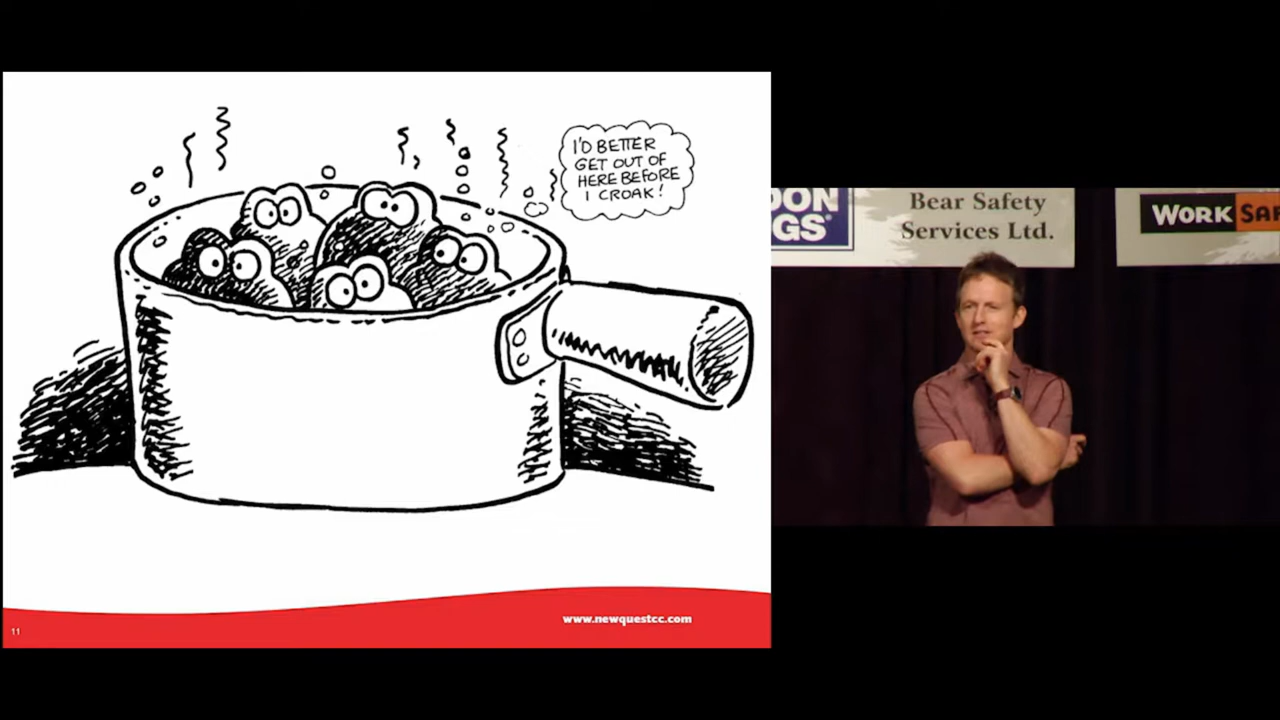 I'D BETTER
GET OUT OF
HERE BEFORE
I CROAK!
11
www.newquestcc.com
Bear Safety
Services Ltd.
WORK